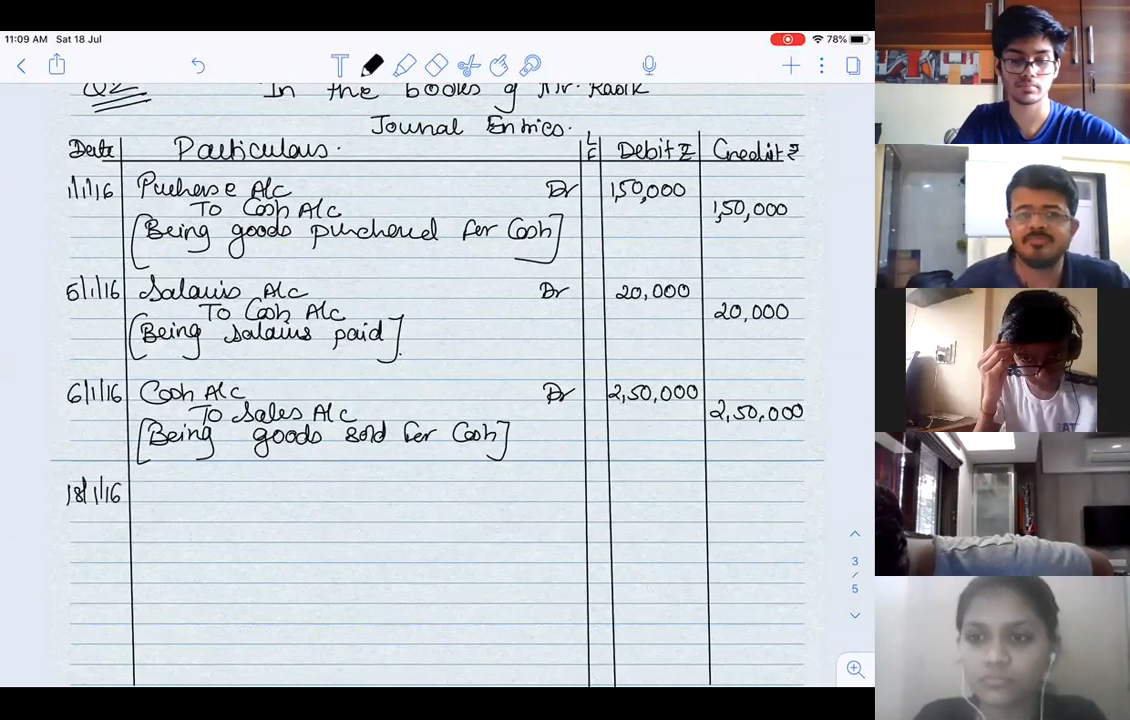 11:09 AM Sat 18 Jul
78%
Q2 In the books of Mr.
Journal Entries.
Date Particulars. L F Debit ₹ Credit ₹
1/1/16 Purchase A/c Dr 1,50,000
To Cash A/c 1,50,000
[Being goods purchased for Cash]
5/1/16 Salaries A/c Dr 20,000
To Cash A/c 20,000
[Being Salaries paid].
6/1/16 Cash A/c Dr 2,50,000
To Sales A/c 2,50,000
[Being goods sold for Cash]
18/1/16
3
/
5